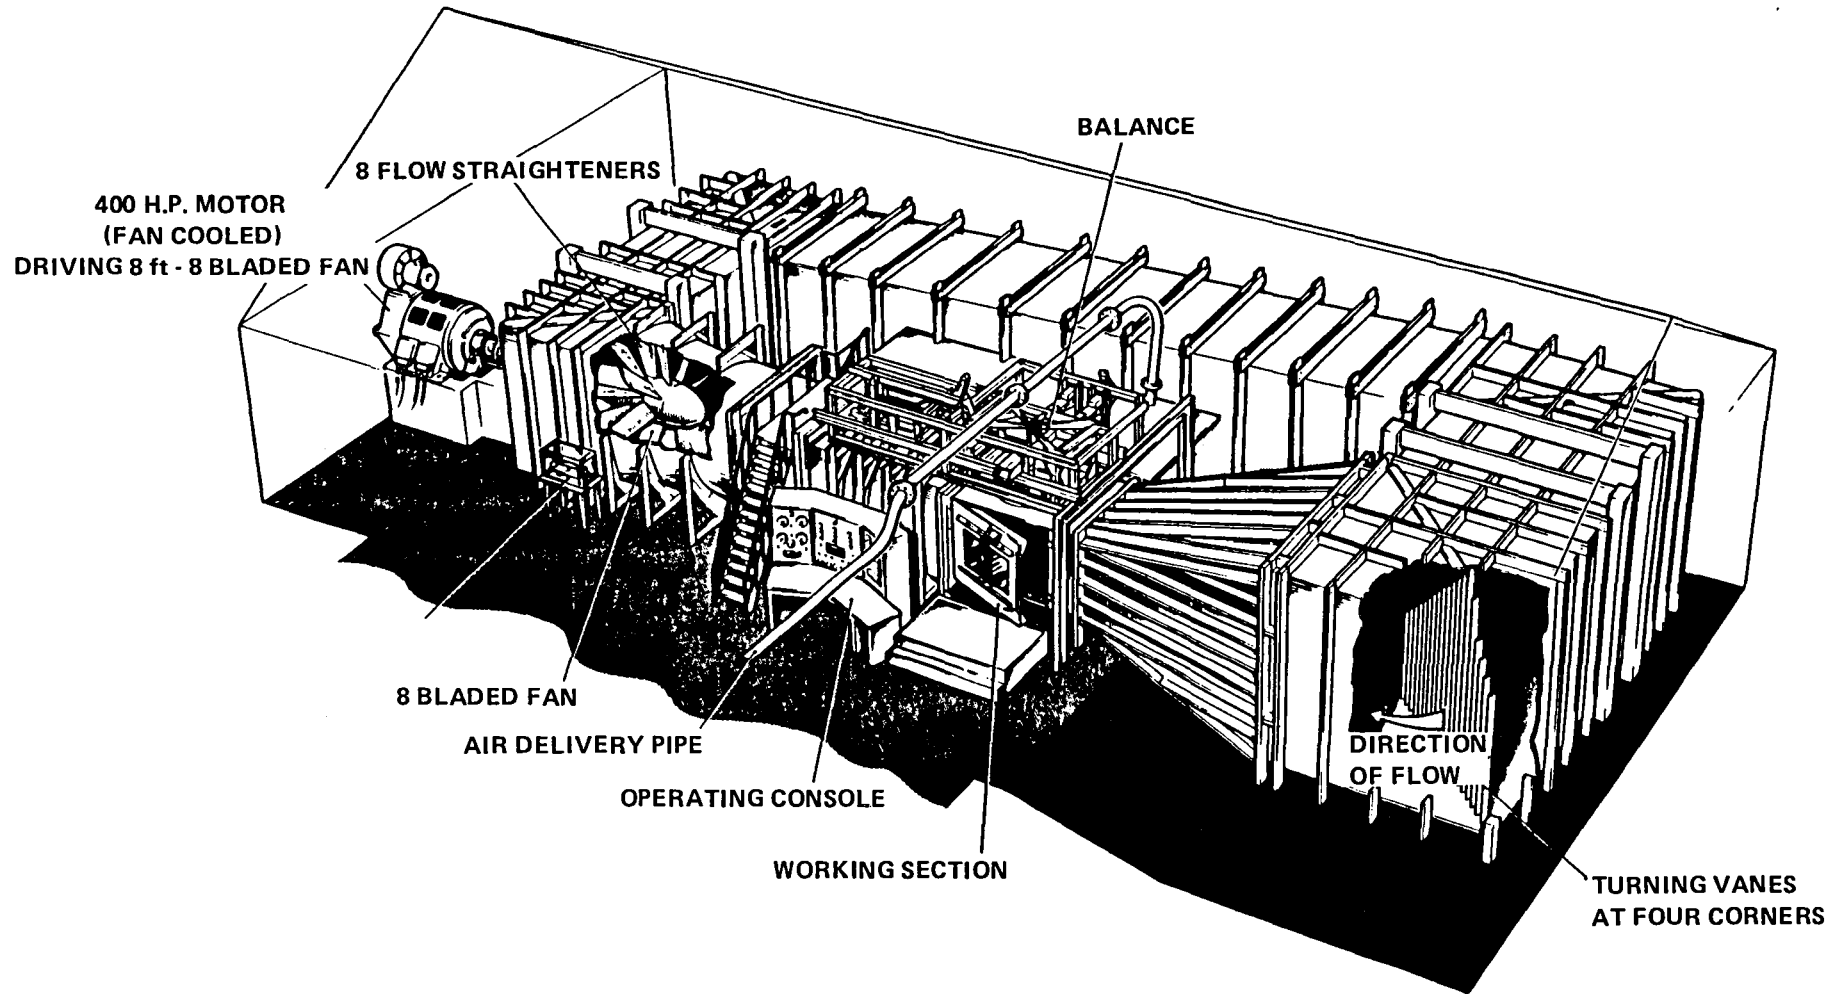 BALANCE
8 FLOW STRAIGHTENERS
400 H.P. MOTOR
(FAN COOLED)
DRIVING 8 ft - 8 BLADED FAN
8 BLADED FAN
AIR DELIVERY PIPE
OPERATING CONSOLE
WORKING SECTION
DIRECTION
OF FLOW
TURNING VANES
AT FOUR CORNERS